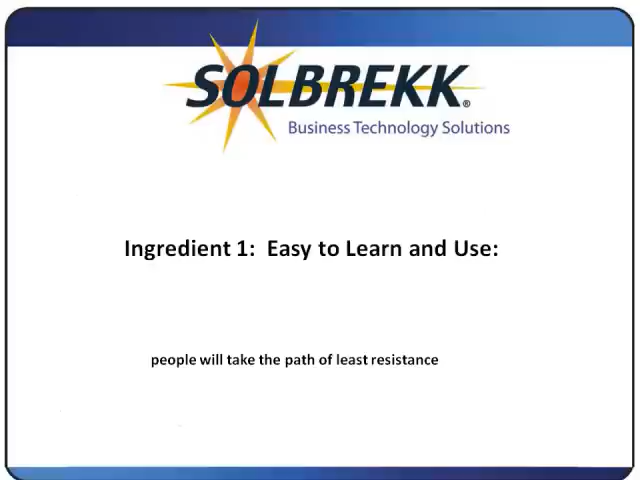 SOLBREKK®
Business Technology Solutions
Ingredient 1:  Easy to Learn and Use:
people will take the path of least resistance